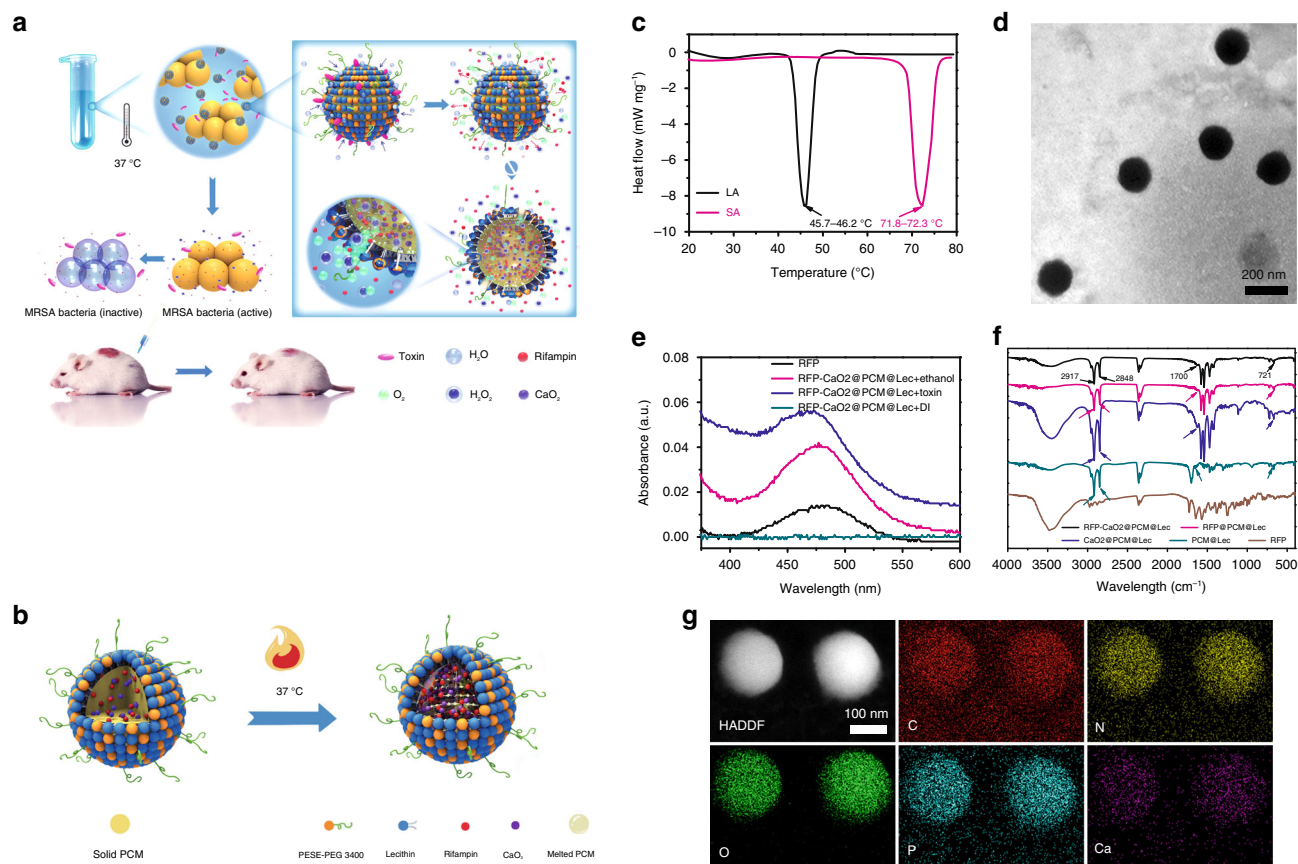 a
37 °C
MRSA bacteria (inactive)
MRSA bacteria (active)
Toxin
H₂O
Rifampin
O₂
H₂O₂
CaO₂
b
37 °C
Solid PCM
PESE-PEG 3400
Lecithin
Rifampin
CaO₂
Melted PCM
c
Heat flow (mW mg⁻¹)
0
−2
−4
−6
−8
−10
LA
SA
45.7–46.2 °C
71.8–72.3 °C
20 30 40 50 60 70 80
Temperature (°C)
d
200 nm
e
Absorbance (a.u.)
0.08
0.06
0.04
0.02
0.00
RFP
RFP-CaO2@PCM@Lec+ethanol
RFP-CaO2@PCM@Lec+toxin
RFP-CaO2@PCM@Lec+DI
400 450 500 550 600
Wavelength (nm)
f
2917
2848
1700
721
RFP-CaO2@PCM@Lec
RFP@PCM@Lec
CaO2@PCM@Lec
PCM@Lec
RFP
4000 3500 3000 2500 2000 1500 1000 500
Wavelength (cm⁻¹)
g
HADDF
100 nm
C
N
O
P
Ca